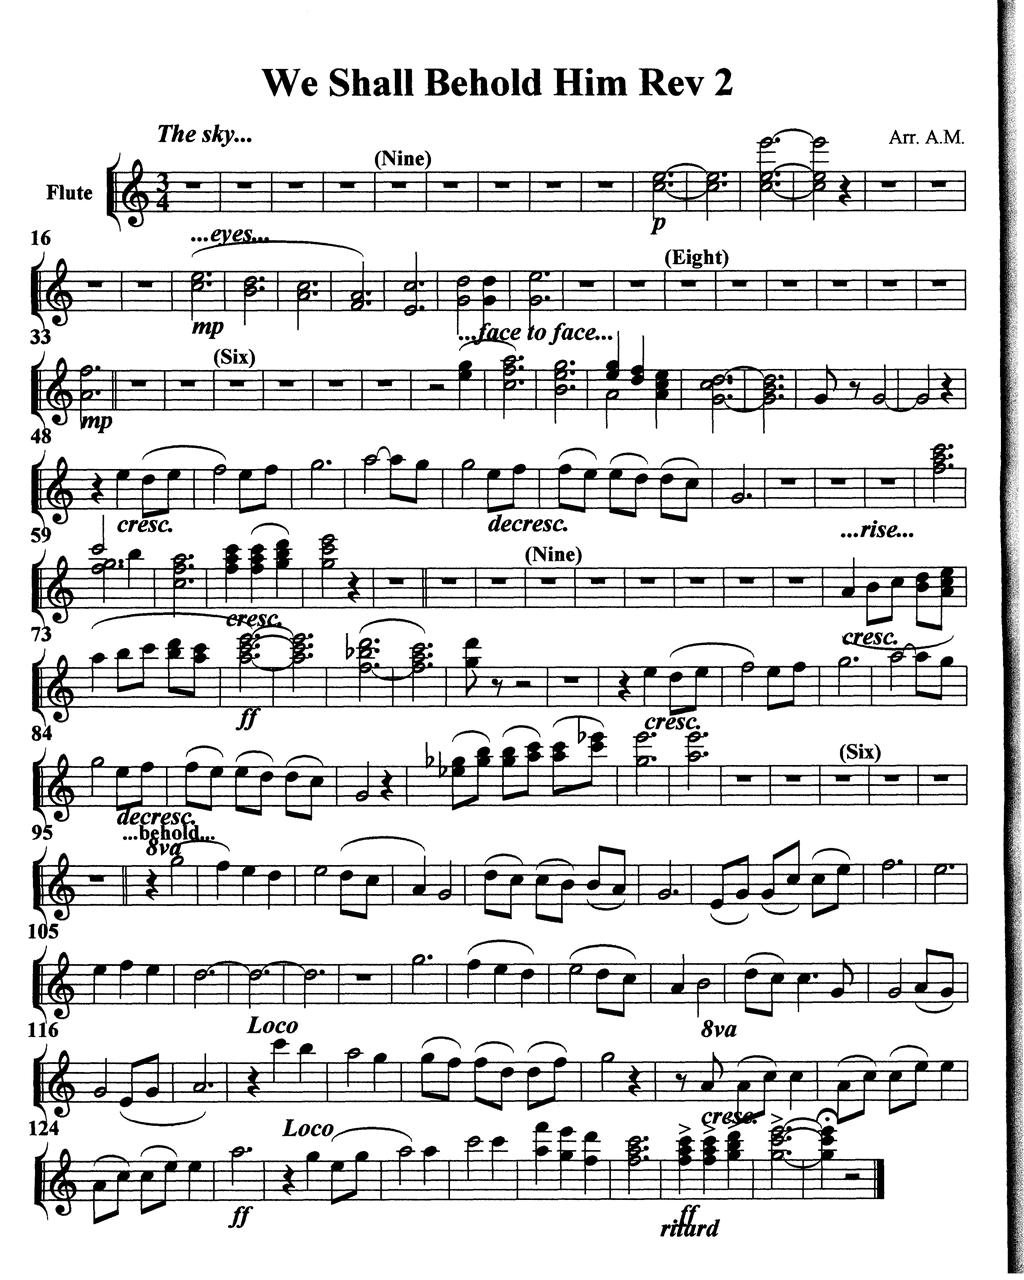 We Shall Behold Him Rev 2
The sky...
Arr. A.M.
(Nine)
Flute
3
4
p
16
...eyes...
(Eight)
mp
...face to face...
33
(Six)
mp
48
cresc.
decresc.
59
...rise...
(Nine)
cresc.
cresc.
73
ff
cresc.
84
(Six)
decresc.
95
...behold...
8va
105
116
Loco
8va
cresc.
124
Loco
ff
ff
ritard